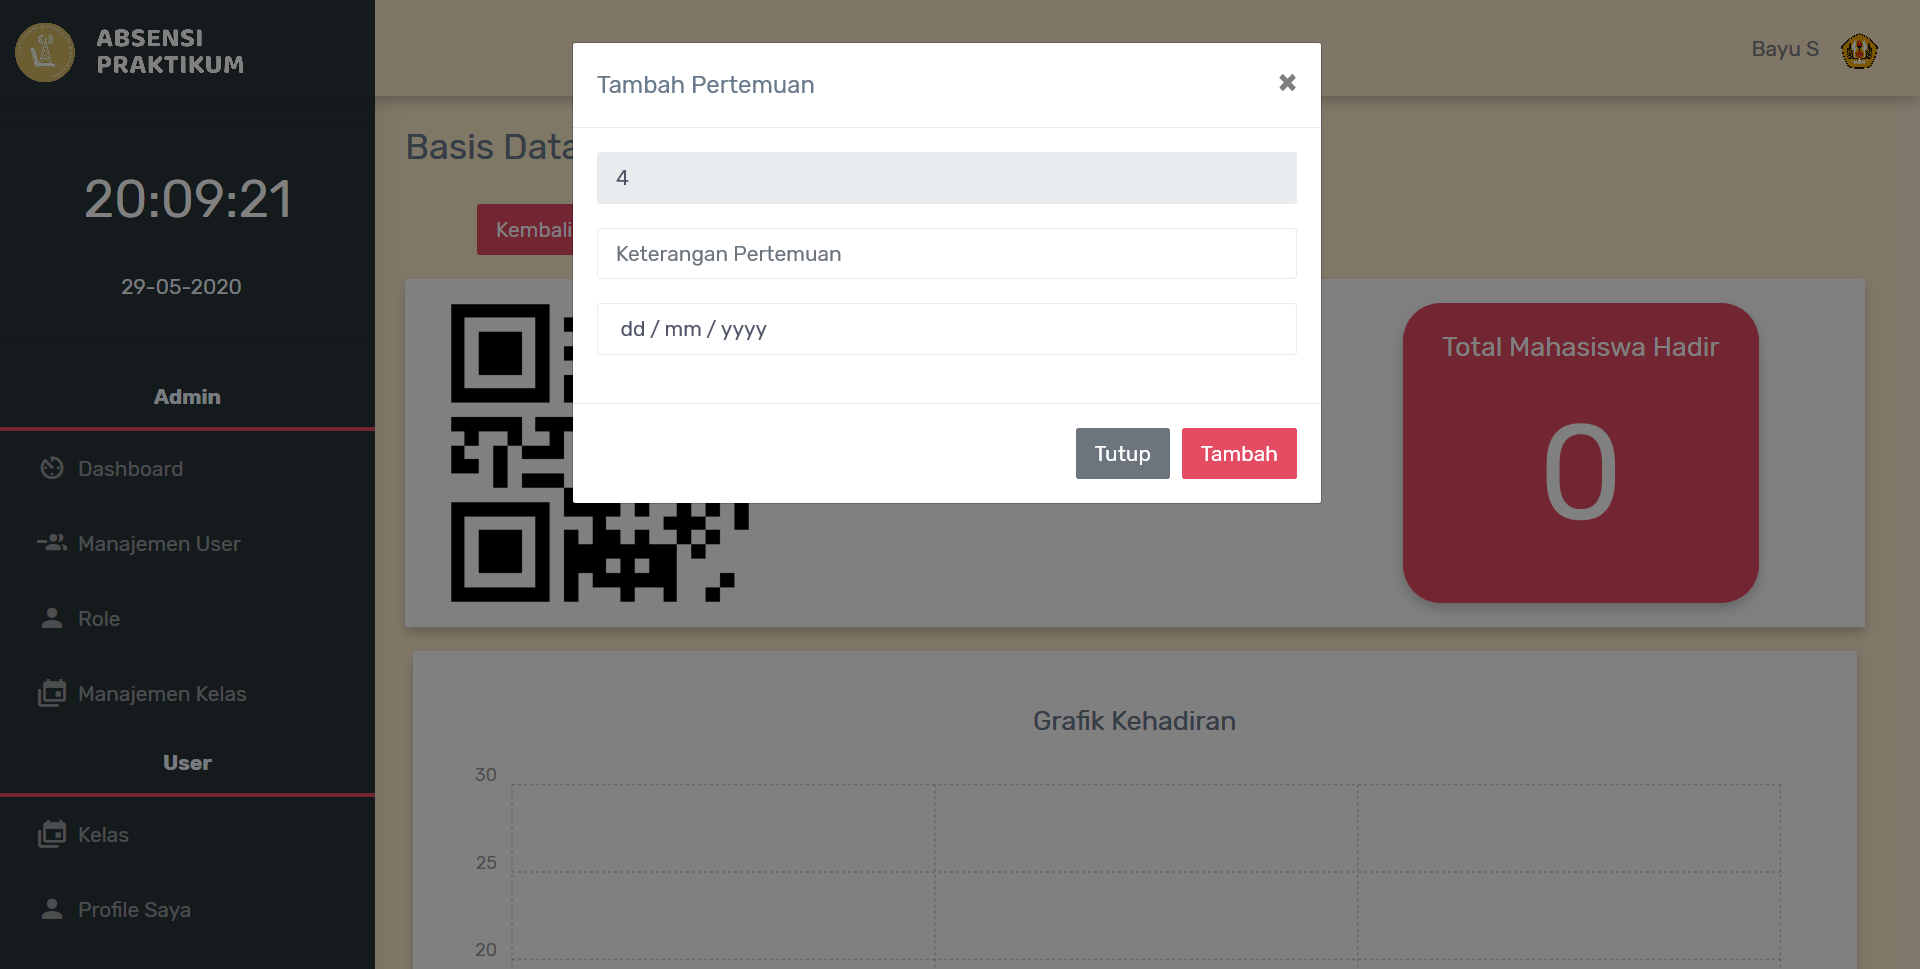 ABSENSI
PRAKTIKUM
20:09:21
29-05-2020
Admin
Dashboard
Manajemen User
Role
Manajemen Kelas
User
Kelas
Profile Saya
Bayu S
Basis Data
Kembali
Tambah Pertemuan
4
Keterangan Pertemuan
dd / mm / yyyy
Tutup
Tambah
Total Mahasiswa Hadir
0
Grafik Kehadiran
30
25
20